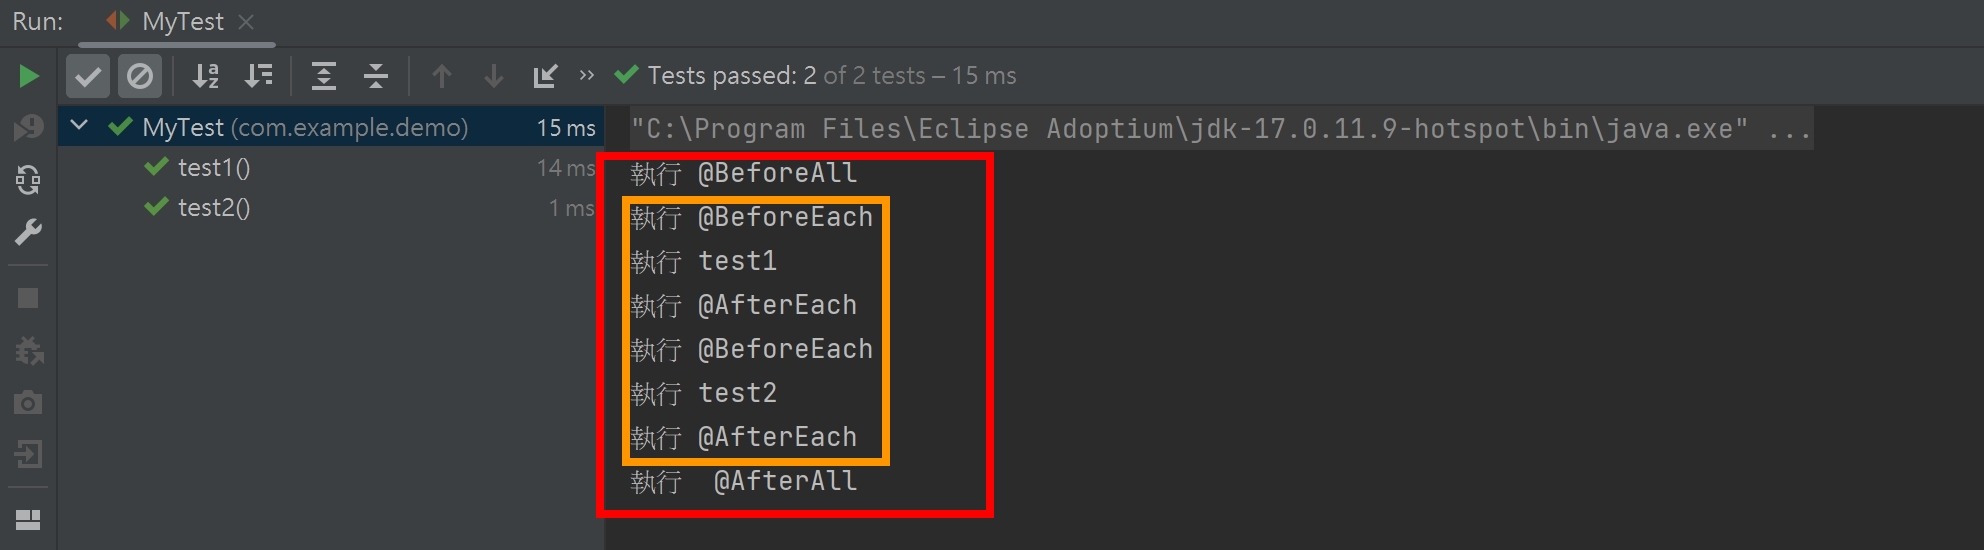 Run: MyTest
Tests passed: 2 of 2 tests – 15 ms
MyTest (com.example.demo) 15 ms
test1() 14 ms
test2() 1 ms
"C:\Program Files\Eclipse Adoptium\jdk-17.0.11.9-hotspot\bin\java.exe" ...
執行 @BeforeAll
執行 @BeforeEach
執行 test1
執行 @AfterEach
執行 @BeforeEach
執行 test2
執行 @AfterEach
執行  @AfterAll